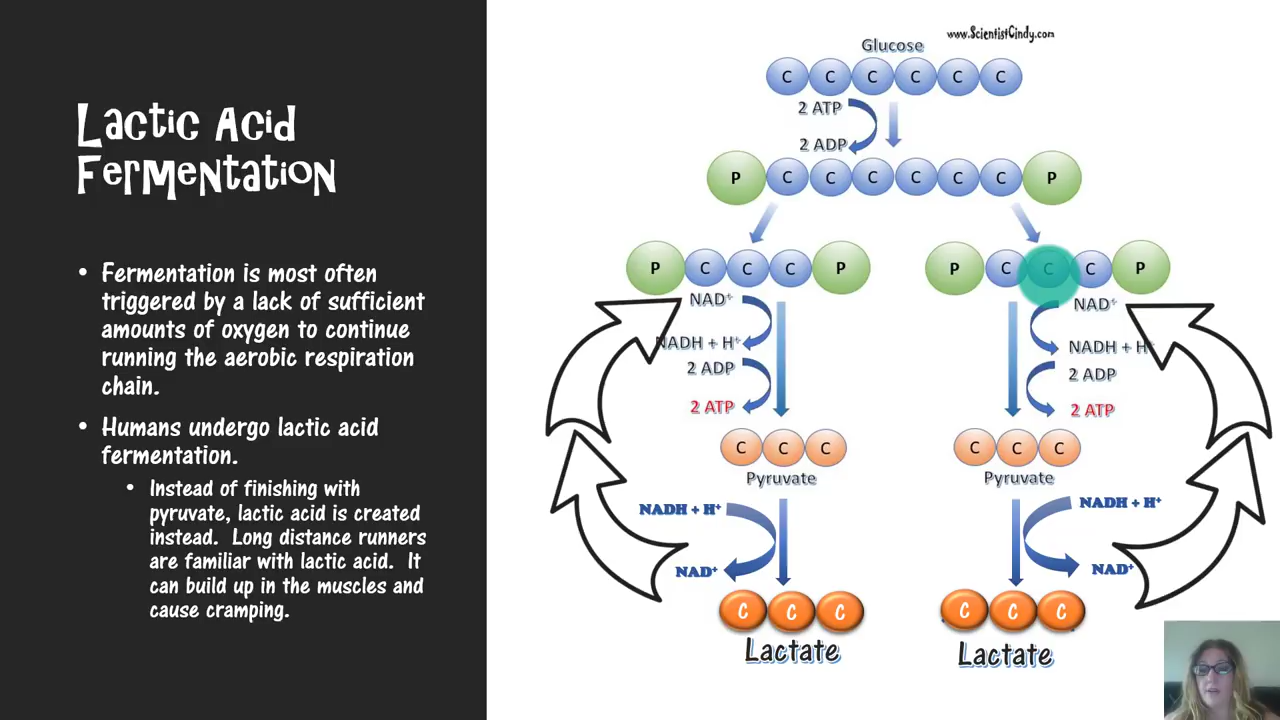 Lactic Acid
Fermentation
• Fermentation is most often
triggered by a lack of sufficient
amounts of oxygen to continue
running the aerobic respiration
chain.
• Humans undergo lactic acid
fermentation.
• Instead of finishing with
pyruvate, lactic acid is created
instead. Long distance runners
are familiar with lactic acid. It
can build up in the muscles and
cause cramping.
www.ScientistCindy.com
Glucose
C C C C C C
2 ATP
2 ADP
P C C C C C C P
P C C C P
P C C C P
NAD⁺
NADH + H⁺
2 ADP
2 ATP
NAD⁺
NADH + H⁺
2 ADP
2 ATP
C C C
Pyruvate
C C C
Pyruvate
NADH + H⁺
NAD⁺
NADH + H⁺
NAD⁺
C C C
Lactate
C C C
Lactate